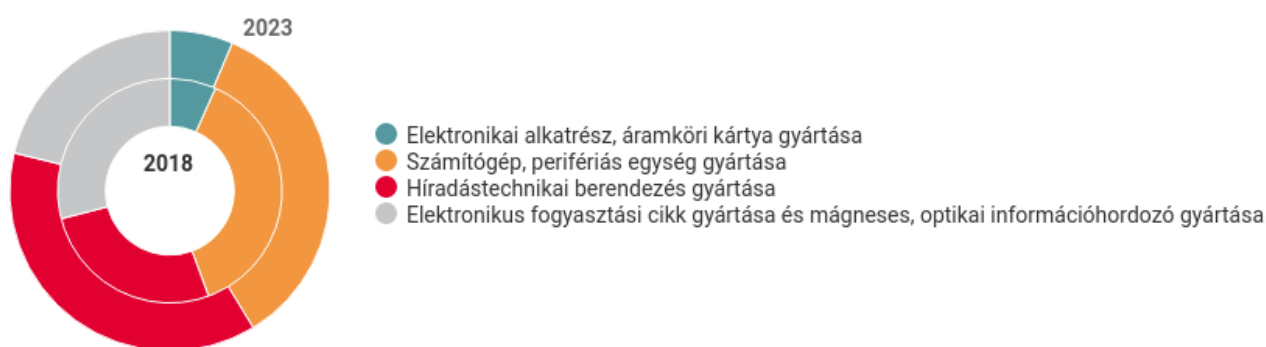 2023
2018
Elektronikai alkatrész, áramköri kártya gyártása
Számítógép, perifériás egység gyártása
Híradástechnikai berendezés gyártása
Elektronikus fogyasztási cikk gyártása és mágneses, optikai információhordozó gyártása